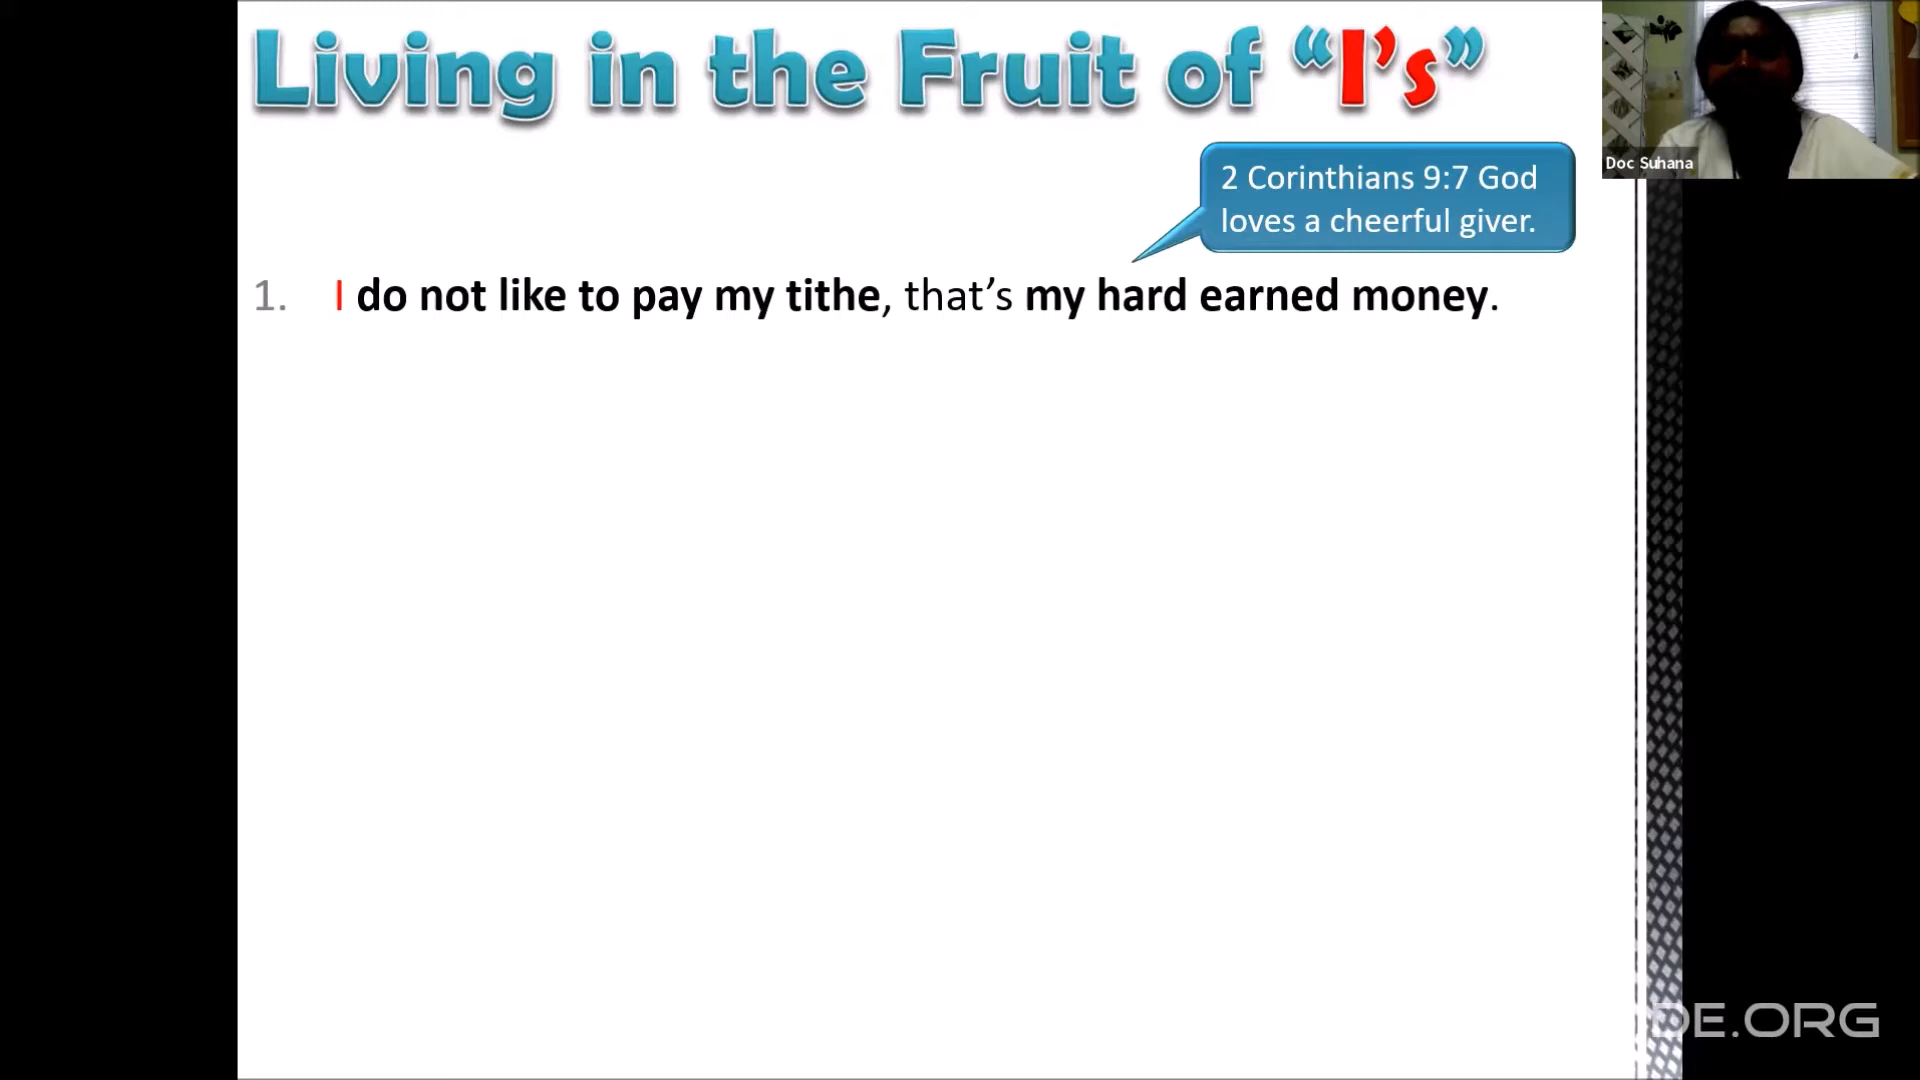 Living in the Fruit of “I’s”
Doc Suhana
2 Corinthians 9:7 God
loves a cheerful giver.
1. I do not like to pay my tithe, that’s my hard earned money.
DE.ORG